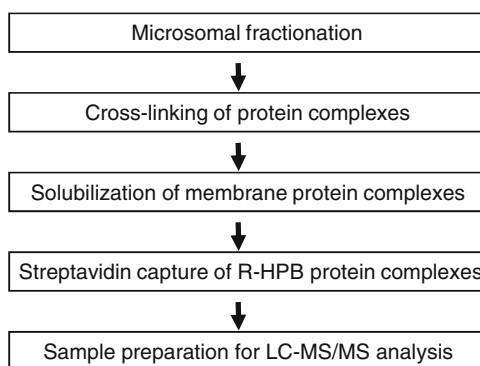 Microsomal fractionation
Cross-linking of protein complexes
Solubilization of membrane protein complexes
Streptavidin capture of R-HPB protein complexes
Sample preparation for LC-MS/MS analysis